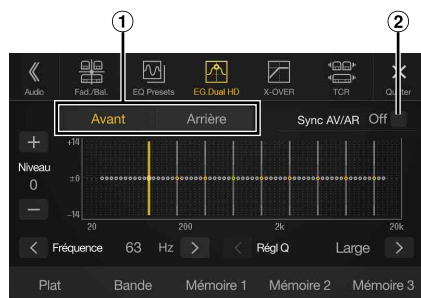 1 2
Audio Fad./Bal. EQ Presets EG.Dual HD X-OVER TCR Quitter
Avant Arrière Sync AV/AR Off
+14
Niveau
±0
0
-14
20 200 2k 20k
Fréquence 63 Hz Régl Q Large
Plat Bande Mémoire 1 Mémoire 2 Mémoire 3